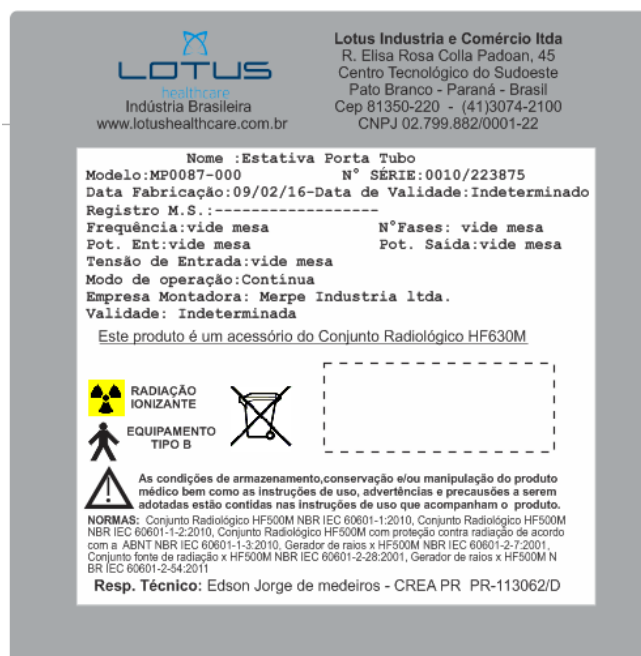 LOTUS
healthcare
Indústria Brasileira
www.lotushealthcare.com.br
Lotus Industria e Comércio ltda
R. Elisa Rosa Colla Padoan, 45
Centro Tecnológico do Sudoeste
Pato Branco - Paraná - Brasil
Cep 81350-220 - (41)3074-2100
CNPJ 02.799.882/0001-22
Nome :Estativa Porta Tubo
Modelo:MP0087-000 N° SÉRIE:0010/223875
Data Fabricação:09/02/16-Data de Validade:Indeterminado
Registro M.S.:------------------
Frequência:vide mesa N°Fases: vide mesa
Pot. Ent:vide mesa Pot. Saída:vide mesa
Tensão de Entrada:vide mesa
Modo de operação:Contínua
Empresa Montadora: Merpe Industria ltda.
Validade: Indeterminada
Este produto é um acessório do Conjunto Radiológico HF630M
RADIAÇÃO
IONIZANTE
EQUIPAMENTO
TIPO B
As condições de armazenamento,conservação e/ou manipulação do produto
médico bem como as instruções de uso, advertências e precausões a serem
adotadas estão contidas nas instruções de uso que acompanham o produto.
NORMAS: Conjunto Radiológico HF500M NBR IEC 60601-1:2010, Conjunto Radiológico HF500M
NBR IEC 60601-1-2:2010, Conjunto Radiológico HF500M com proteção contra radiação de acordo
com a ABNT NBR IEC 60601-1-3:2010, Gerador de raios x HF500M NBR IEC 60601-2-7:2001,
Conjunto fonte de radiação x HF500M NBR IEC 60601-2-28:2001, Gerador de raios x HF500M N
BR IEC 60601-2-54:2011
Resp. Técnico: Edson Jorge de medeiros - CREA PR PR-113062/D